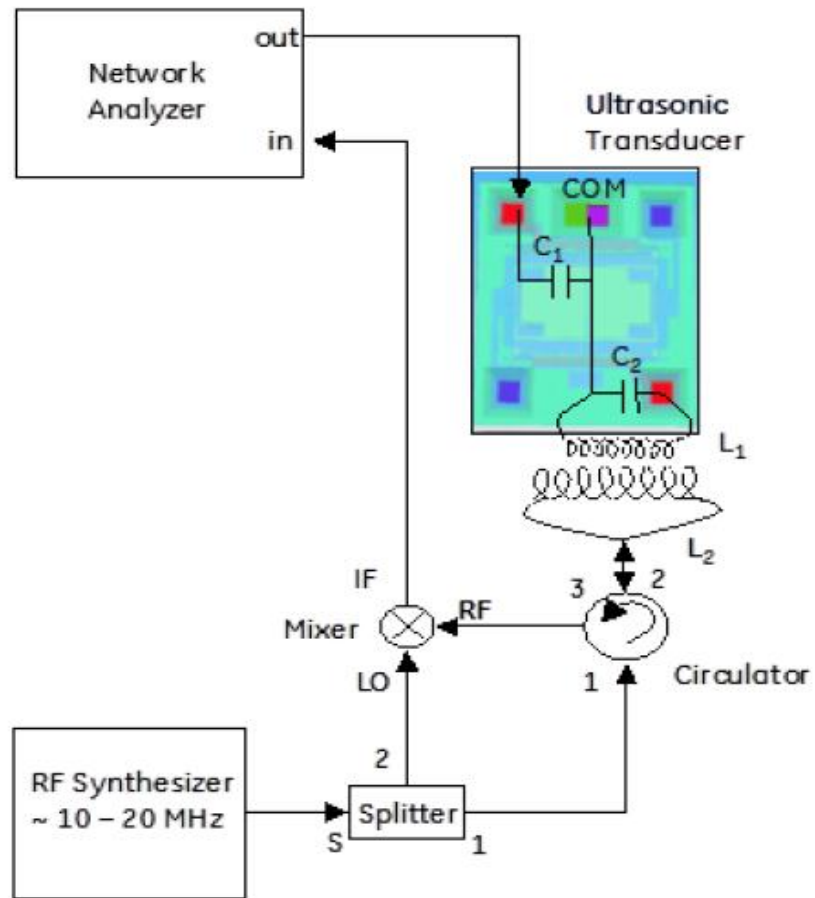 out
Network
Analyzer
in
Ultrasonic
Transducer
COM
C1
C2
L1
L2
IF
3
2
RF
Mixer
LO
1
Circulator
2
RF Synthesizer
~ 10 – 20 MHz
Splitter
S
1